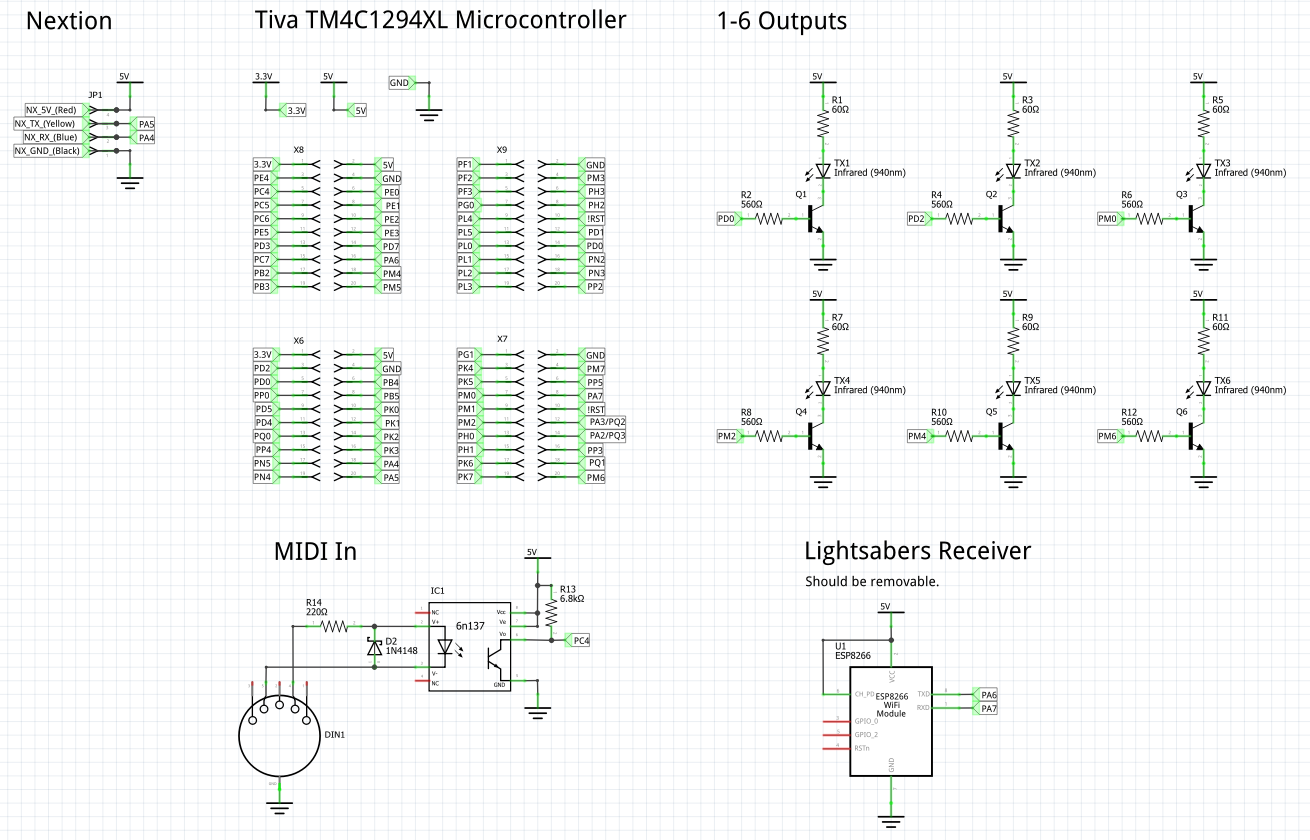 Nextion
5V
JP1
NX_5V_(Red)
NX_TX_(Yellow)
PA5
NX_RX_(Blue)
PA4
NX_GND_(Black)
Tiva TM4C1294XL Microcontroller
3.3V
5V
GND
3.3V
5V
X8
3.3V 5V
PE4 GND
PC4 PE0
PC5 PE1
PC6 PE2
PE5 PE3
PD3 PD7
PC7 PA6
PB2 PM4
PB3 PM5
X9
PF1 GND
PF2 PM3
PF3 PH3
PG0 PH2
PL4 !RST
PL5 PD1
PL0 PD0
PL1 PN2
PL2 PN3
PL3 PP2
X6
3.3V 5V
PD2 GND
PD0 PB4
PP0 PB5
PD5 PK0
PD4 PK1
PQ0 PK2
PP4 PK3
PN5 PA4
PN4 PA5
X7
PG1 GND
PK4 PM7
PK5 PP5
PM0 PA7
PM1 !RST
PM2 PA3/PQ2
PH0 PA2/PQ3
PH1 PP3
PK6 PQ1
PK7 PM6
1-6 Outputs
5V
R1
60Ω
TX1
Infrared (940nm)
R2
560Ω
Q1
PD0
5V
R3
60Ω
TX2
Infrared (940nm)
R4
560Ω
Q2
PD2
5V
R5
60Ω
TX3
Infrared (940nm)
R6
560Ω
Q3
PM0
5V
R7
60Ω
TX4
Infrared (940nm)
R8
560Ω
Q4
PM2
5V
R9
60Ω
TX5
Infrared (940nm)
R10
560Ω
Q5
PM4
5V
R11
60Ω
TX6
Infrared (940nm)
R12
560Ω
Q6
PM6
MIDI In
5V
IC1
R13
6.8kΩ
R14
220Ω
NC
V+
6n137
Vcc
Ve
Vo
PC4
D2
1N4148
V-
NC
GND
DIN1
GND
Lightsabers Receiver
Should be removable.
5V
U1
ESP8266
VCC
CH_PD
ESP8266
WiFi
Module
TXD
PA6
RXD
PA7
GPIO_0
GPIO_2
RSTn
GND